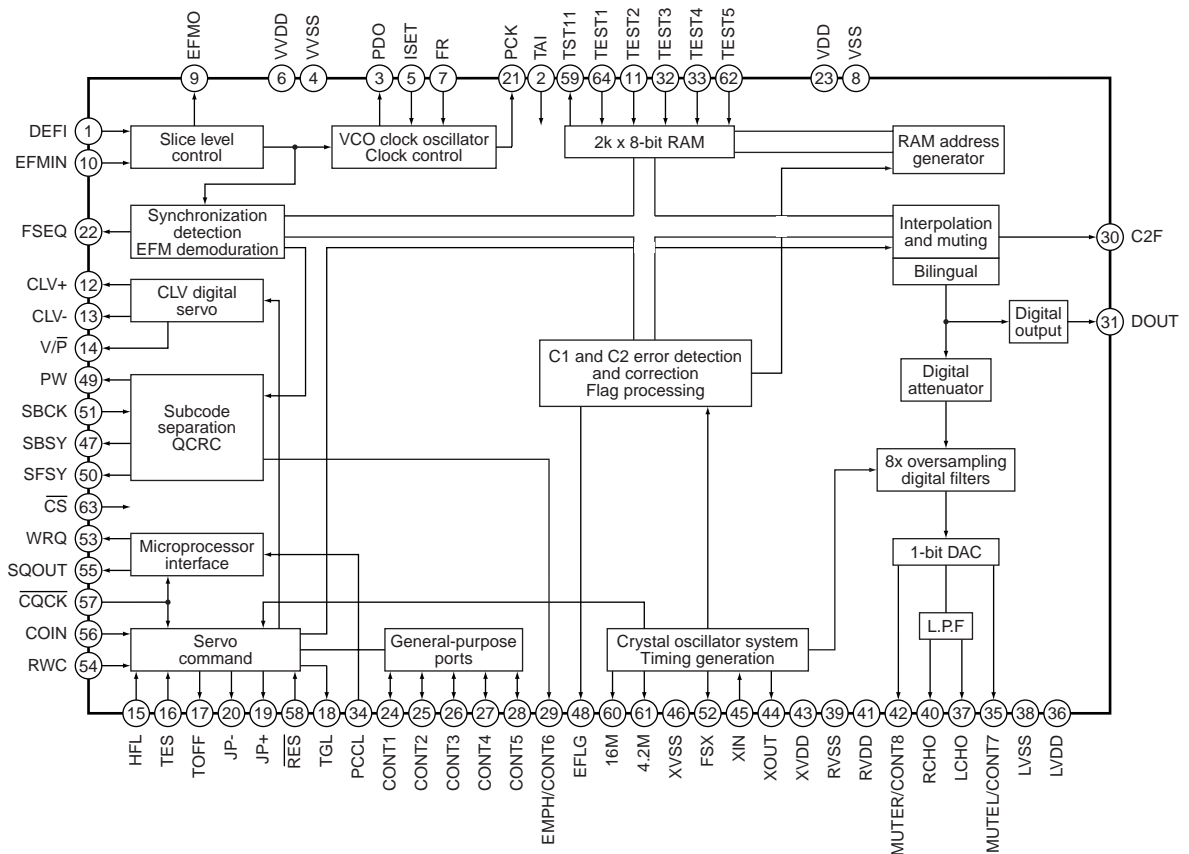 EFMO
VVDD
VVSS
PDO
ISET
FR
PCK
TAI
TST11
TEST1
TEST2
TEST3
TEST4
TEST5
VDD
VSS
9
6
4
3
5
7
21
2
59
64
11
32
33
62
23
8
DEFI
1
EFMIN
10
Slice level
control
VCO clock oscillator
Clock control
2k x 8-bit RAM
RAM address
generator
FSEQ
22
Synchronization
detection
EFM demoduration
Interpolation
and muting
Bilingual
30
C2F
CLV+
12
CLV-
13
V/P
14
CLV digital
servo
Digital
output
31
DOUT
C1 and C2 error detection
and correction
Flag processing
Digital
attenuator
PW
49
SBCK
51
SBSY
47
SFSY
50
Subcode
separation
QCRC
8x oversampling
digital filters
CS
63
WRQ
53
SQOUT
55
Microprocessor
interface
1-bit DAC
CQCK
57
COIN
56
RWC
54
Servo
command
General-purpose
ports
Crystal oscillator system
Timing generation
L.P.F
15
16
17
20
19
58
18
34
24
25
26
27
28
29
48
60
61
46
52
45
44
43
39
41
42
40
37
35
38
36
HFL
TES
TOFF
JP-
JP+
RES
TGL
PCCL
CONT1
CONT2
CONT3
CONT4
CONT5
EMPH/CONT6
EFLG
16M
4.2M
XVSS
FSX
XIN
XOUT
XVDD
RVSS
RVDD
MUTER/CONT8
RCHO
LCHO
MUTEL/CONT7
LVSS
LVDD